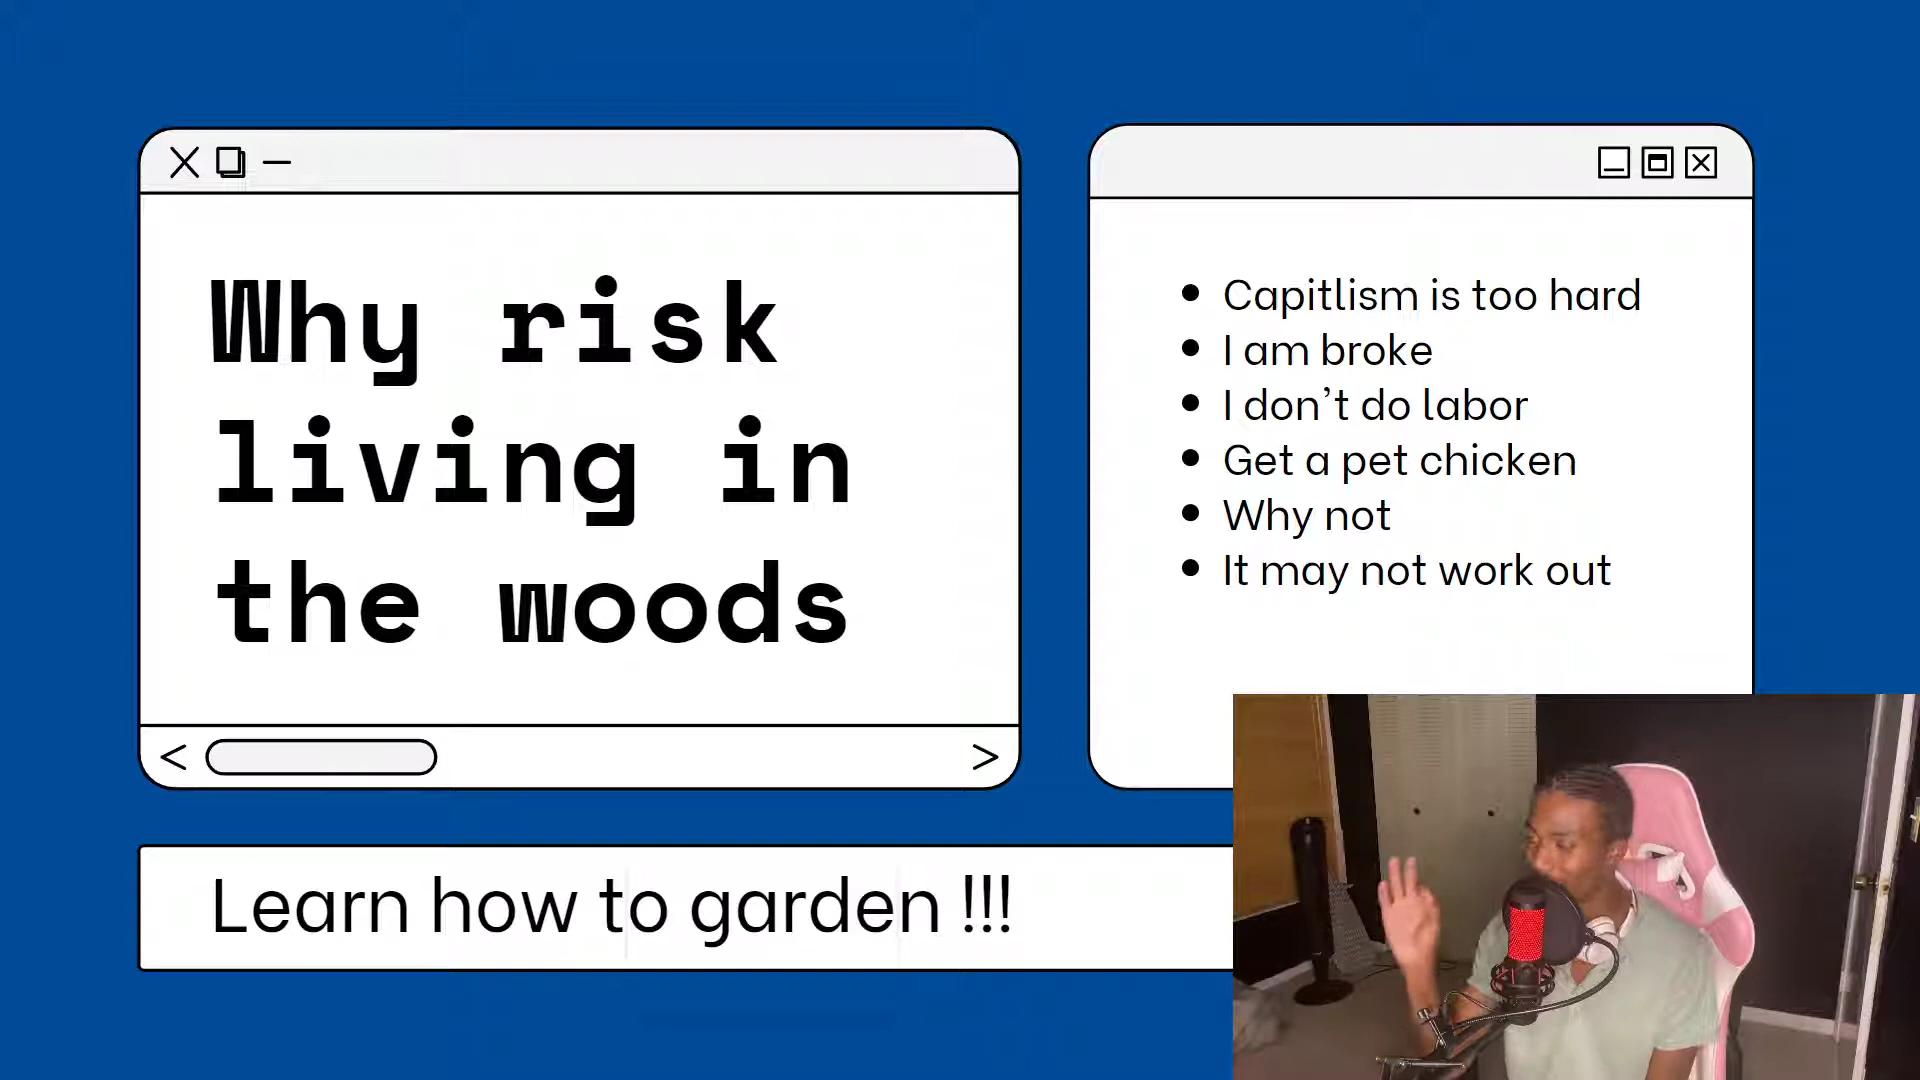 Why risk
living in
the woods
Capitlism is too hard
I am broke
I don't do labor
Get a pet chicken
Why not
It may not work out
Learn how to garden !!!